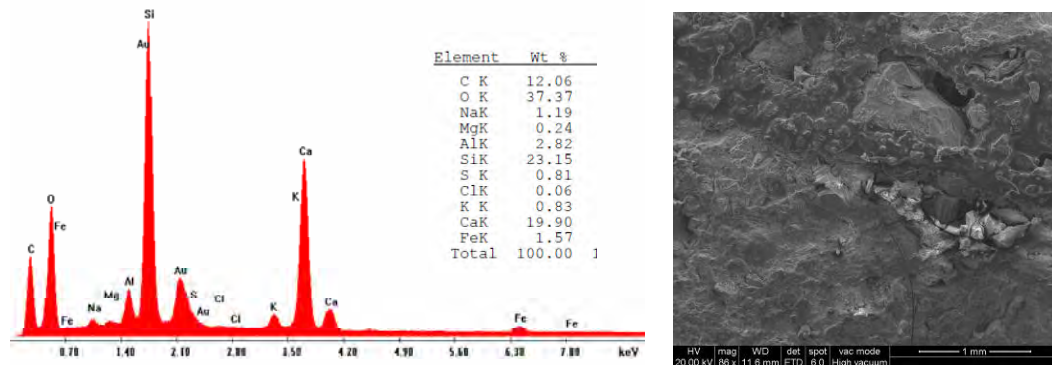 Si
Au
Ca
K
O
Fe
C
Au
Al
Mg
S
Cl
Na
Au
K
Ca
Fe
Cl
Fe
Fe
0.70 1.40 2.10 2.80 3.50 4.20 4.90 5.60 6.30 7.00 keV
Element Wt %
C K 12.06
O K 37.37
NaK 1.19
MgK 0.24
AlK 2.82
SiK 23.15
S K 0.81
ClK 0.06
K K 0.83
CaK 19.90
FeK 1.57
Total 100.00 1
HV mag WD det spot vac mode
20.00 kV 86 x 11.6 mm ETD 6.0 High vacuum
1 mm